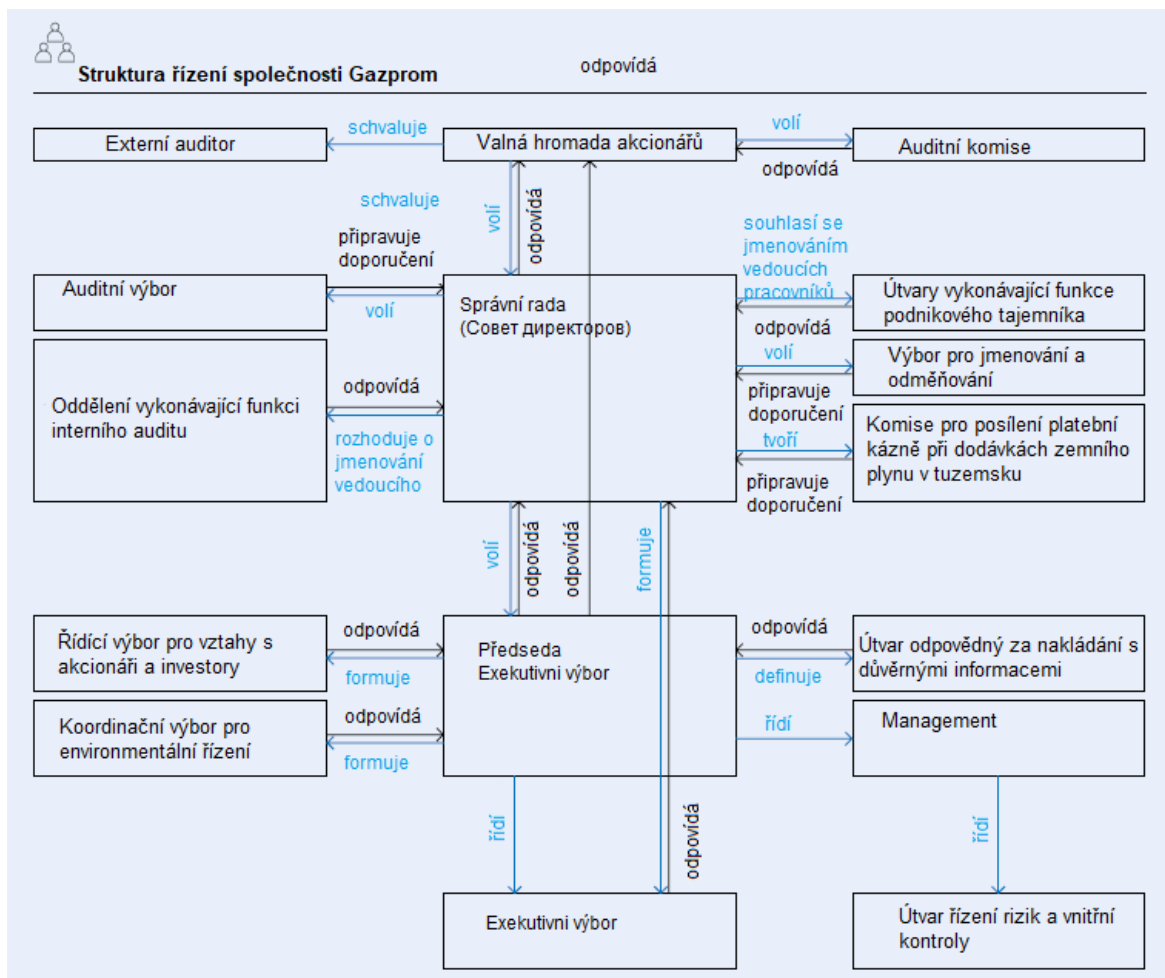 odpovídá
Struktura řízení společnosti Gazprom
Externí auditor
schvaluje
Valná hromada akcionářů
volí
odpovídá
Auditní komise
schvaluje
volí
odpovídá
připravuje
doporučení
Auditní výbor
volí
Správní rada
(Совет директоров)
souhlasí se
jmenováním
vedoucích
pracovníků
odpovídá
Útvary vykonávající funkce
podnikového tajemníka
volí
připravuje
doporučení
Výbor pro jmenování a
odměňování
Oddělení vykonávající funkci
interního auditu
odpovídá
rozhoduje o
jmenování
vedoucího
tvoří
připravuje
doporučení
Komise pro posílení platební
kázně při dodávkách zemního
plynu v tuzemsku
volí
odpovídá
odpovídá
formuje
Řídící výbor pro vztahy s
akcionáři a investory
odpovídá
formuje
Předseda
Exekutivni výbor
odpovídá
definuje
Útvar odpovědný za nakládání s
důvěrnými informacemi
Koordinační výbor pro
environmentální řízení
odpovídá
formuje
řídí
Management
řídí
odpovídá
řídí
Exekutivni výbor
Útvar řízení rizik a vnitřní
kontroly